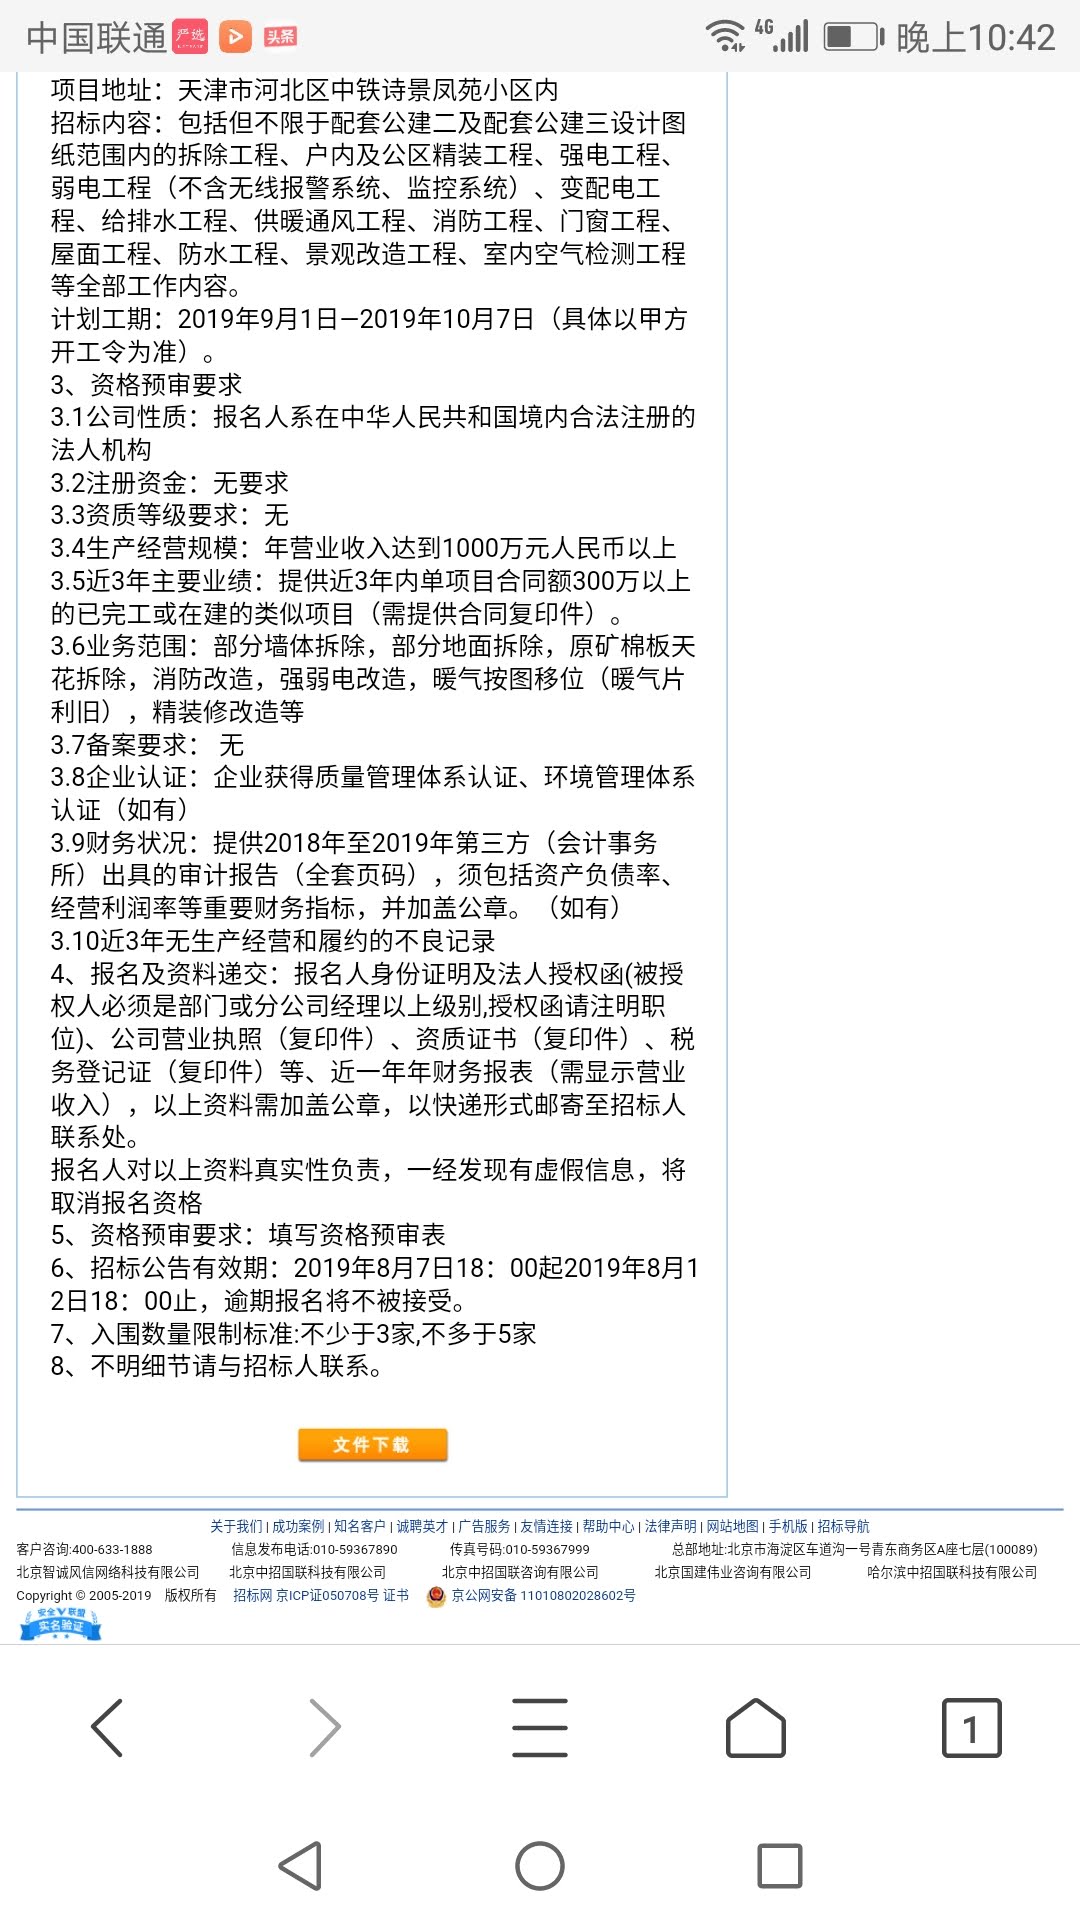 中国联通 严选 头条 4G 晚上10:42
项目地址：天津市河北区中铁诗景凤苑小区内
招标内容：包括但不限于配套公建二及配套公建三设计图
纸范围内的拆除工程、户内及公区精装工程、强电工程、
弱电工程（不含无线报警系统、监控系统）、变配电工
程、给排水工程、供暖通风工程、消防工程、门窗工程、
屋面工程、防水工程、景观改造工程、室内空气检测工程
等全部工作内容。
计划工期：2019年9月1日—2019年10月7日（具体以甲方
开工令为准）。
3、资格预审要求
3.1公司性质：报名人系在中华人民共和国境内合法注册的
法人机构
3.2注册资金：无要求
3.3资质等级要求：无
3.4生产经营规模：年营业收入达到1000万元人民币以上
3.5近3年主要业绩：提供近3年内单项目合同额300万以上
的已完工或在建的类似项目（需提供合同复印件）。
3.6业务范围：部分墙体拆除，部分地面拆除，原矿棉板天
花拆除，消防改造，强弱电改造，暖气按图移位（暖气片
利旧），精装修改造等
3.7备案要求： 无
3.8企业认证：企业获得质量管理体系认证、环境管理体系
认证（如有）
3.9财务状况：提供2018年至2019年第三方（会计事务
所）出具的审计报告（全套页码），须包括资产负债率、
经营利润率等重要财务指标，并加盖公章。（如有）
3.10近3年无生产经营和履约的不良记录
4、报名及资料递交：报名人身份证明及法人授权函(被授
权人必须是部门或分公司经理以上级别,授权函请注明职
位)、公司营业执照（复印件）、资质证书（复印件）、税
务登记证（复印件）等、近一年年财务报表（需显示营业
收入），以上资料需加盖公章，以快递形式邮寄至招标人
联系处。
报名人对以上资料真实性负责，一经发现有虚假信息，将
取消报名资格
5、资格预审要求：填写资格预审表
6、招标公告有效期：2019年8月7日18：00起2019年8月1
2日18：00止，逾期报名将不被接受。
7、入围数量限制标准:不少于3家,不多于5家
8、不明细节请与招标人联系。
文件下载
关于我们 | 成功案例 | 知名客户 | 诚聘英才 | 广告服务 | 友情连接 | 帮助中心 | 法律声明 | 网站地图 | 手机版 | 招标导航
客户咨询:400-633-1888 信息发布电话:010-59367890 传真号码:010-59367999 总部地址:北京市海淀区车道沟一号青东商务区A座七层(100089)
北京智诚风信网络科技有限公司 北京中招国联科技有限公司 北京中招国联咨询有限公司 北京国建伟业咨询有限公司 哈尔滨中招国联科技有限公司
Copyright © 2005-2019 版权所有 招标网 京ICP证050708号 证书 京公网安备 11010802028602号
安全联盟
实名验证
1